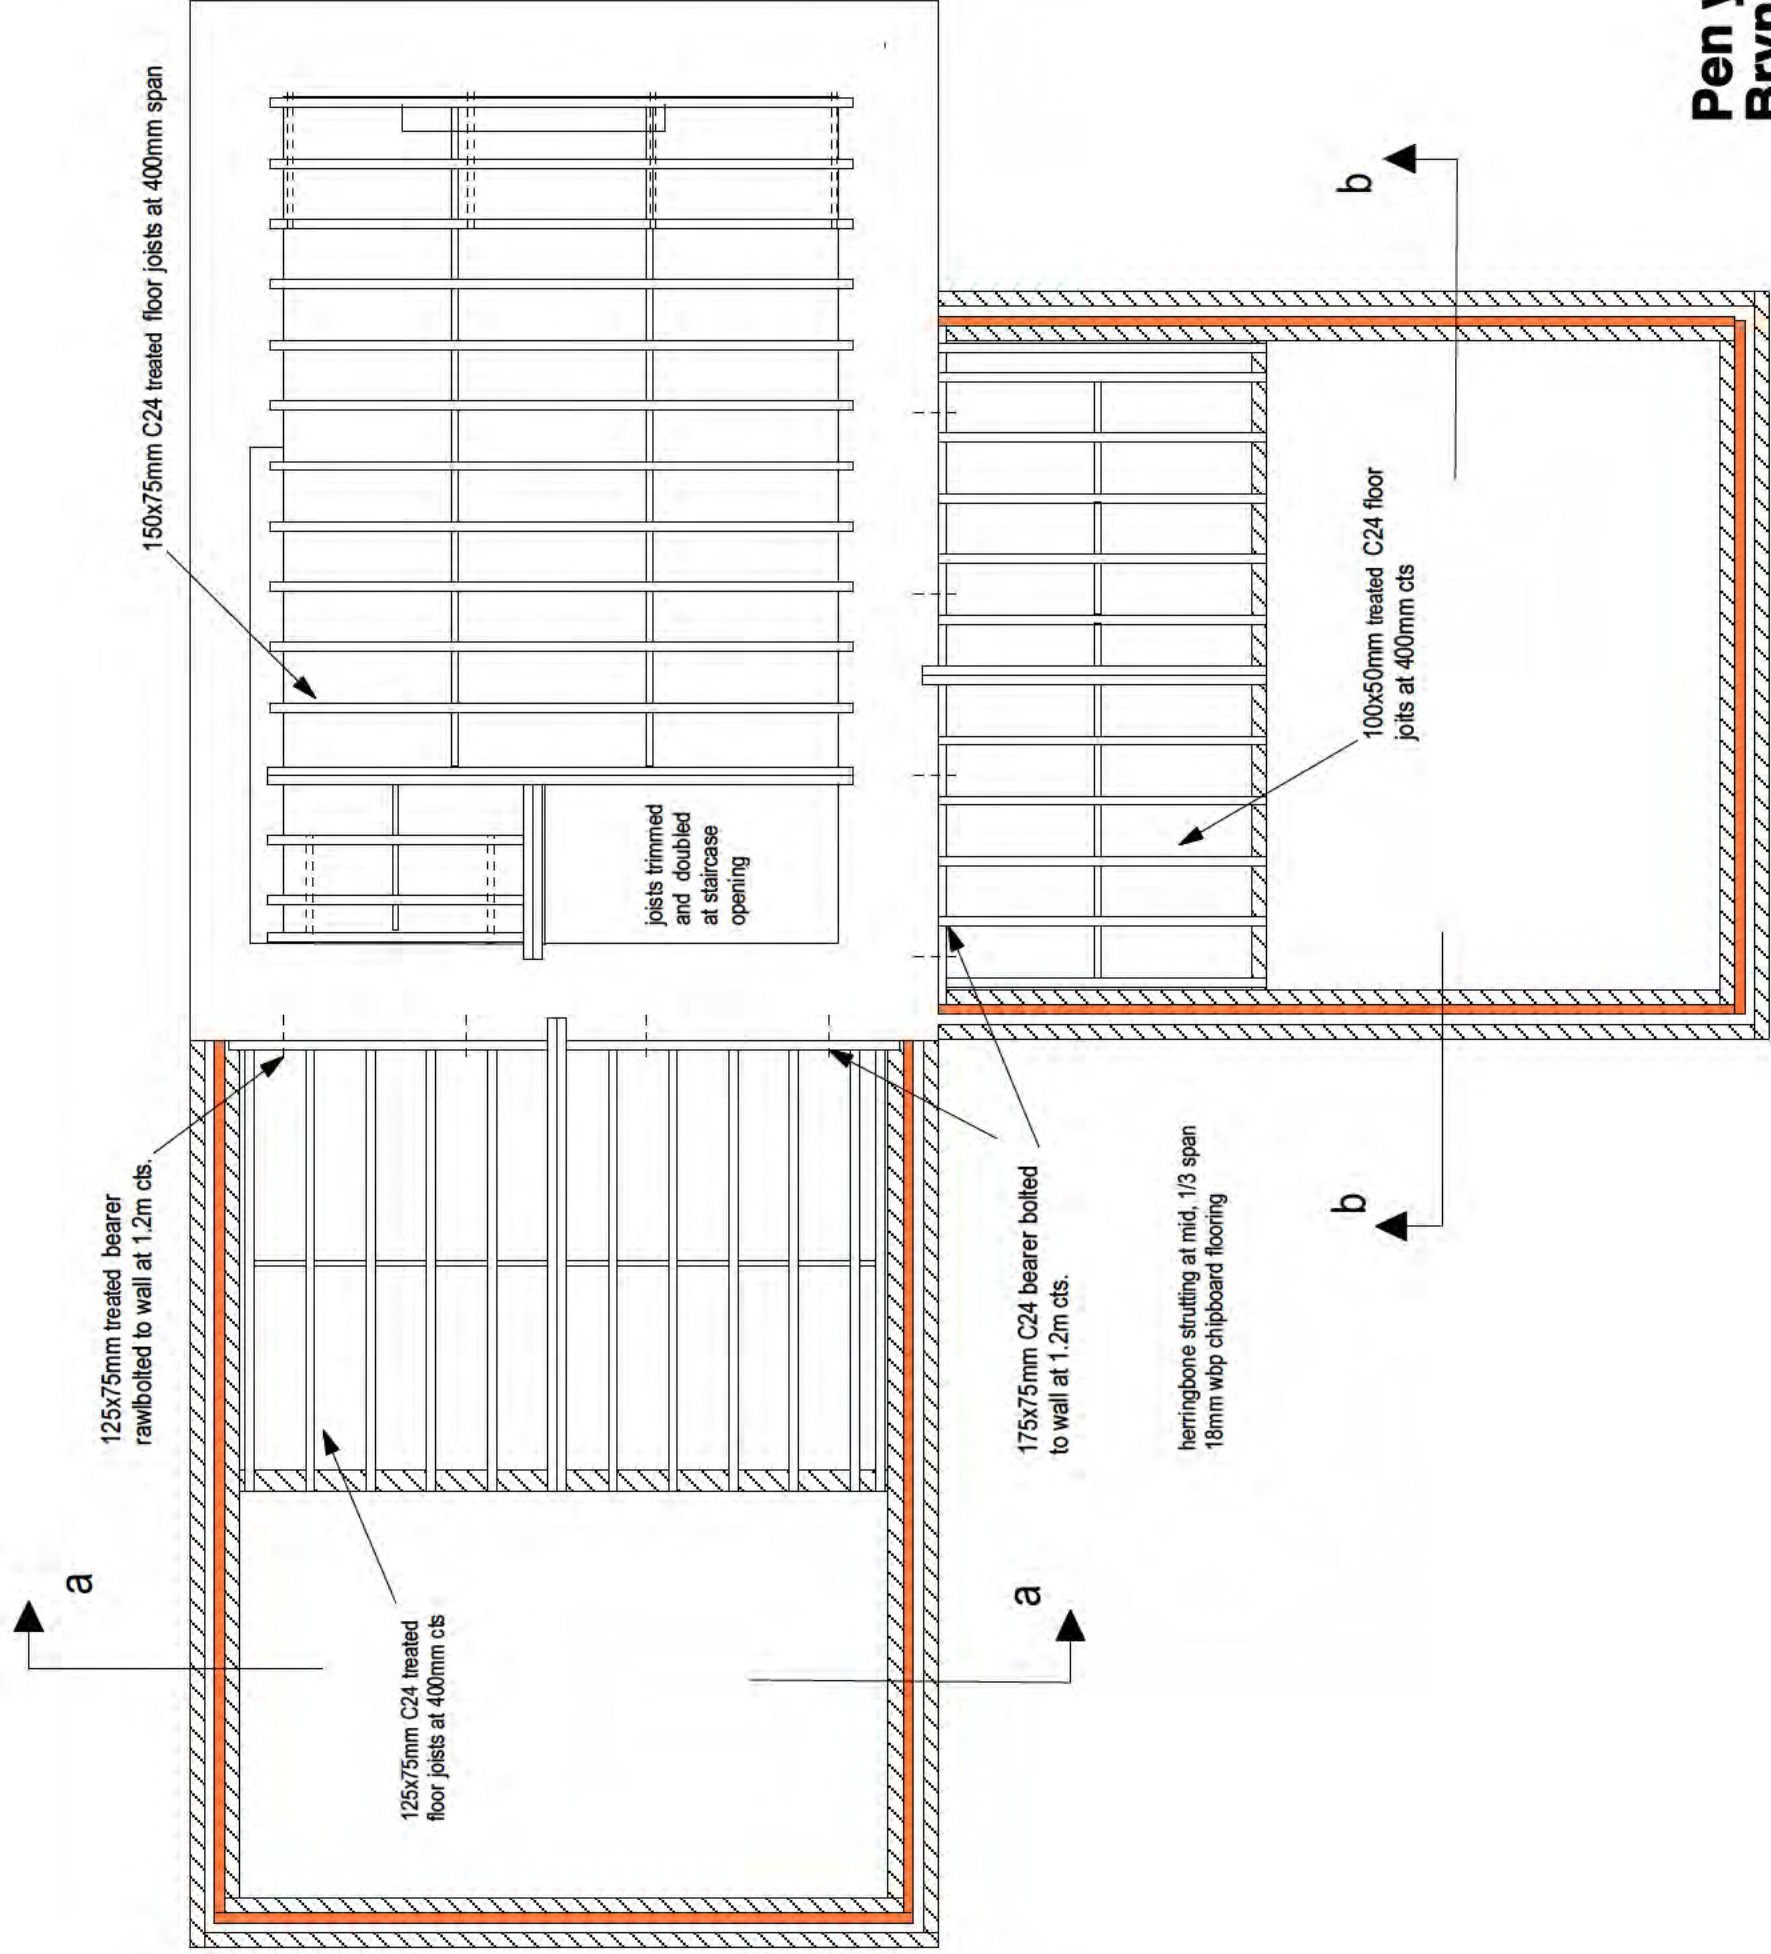 150x75mm C24 treated floor joists at 400mm span
125x75mm treated bearer
rawlbolted to wall at 1.2m cts.
joists trimmed
and doubled
at staircase
opening
100x50mm treated C24 floor
joits at 400mm cts
125x75mm C24 treated
floor joists at 400mm cts
175x75mm C24 bearer bolted
to wall at 1.2m cts.
herringbone strutting at mid, 1/3 span
18mm wbp chipboard flooring
a
a
b
b
Pen